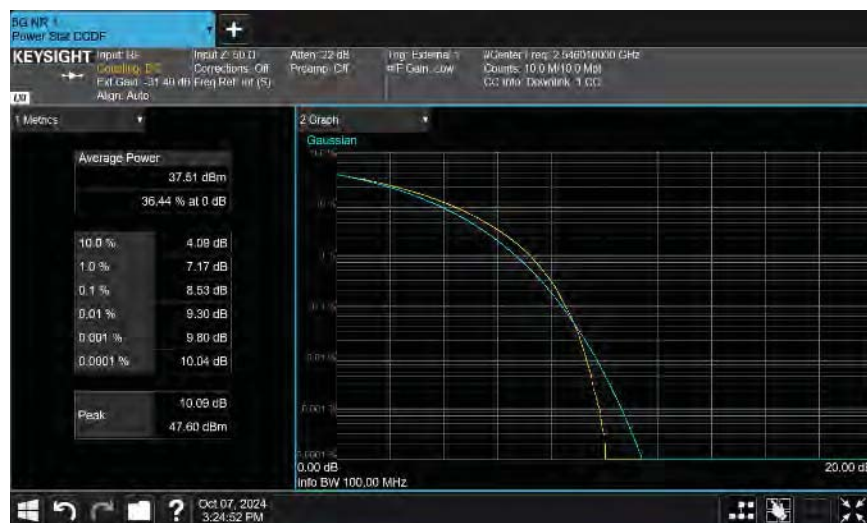 5G NR 1
Power Stat CCDF
KEYSIGHT
Input: RF
Coupling: DC
Ext Gain: -31.40 dB
Align: Auto
Input Z: 50 Ω
Corrections: Off
Freq Ref: Int (S)
Atten: 22 dB
Preamp: Off
Trig: External 1
#IF Gain: Low
#Center Freq: 2.546010000 GHz
Counts: 10.0 M/10.0 Mpt
CC Info: Downlink, 1 CC
LXI
1 Metrics
Average Power
37.51 dBm
36.44 % at 0 dB
10.0 % 4.09 dB
1.0 % 7.17 dB
0.1 % 8.53 dB
0.01 % 9.30 dB
0.001 % 9.80 dB
0.0001 % 10.04 dB
Peak
10.09 dB
47.60 dBm
2 Graph
Gaussian
0.01 %
0.001 %
0.00 dB
20.00 dB
Info BW 100.00 MHz
Oct 07, 2024
3:24:52 PM